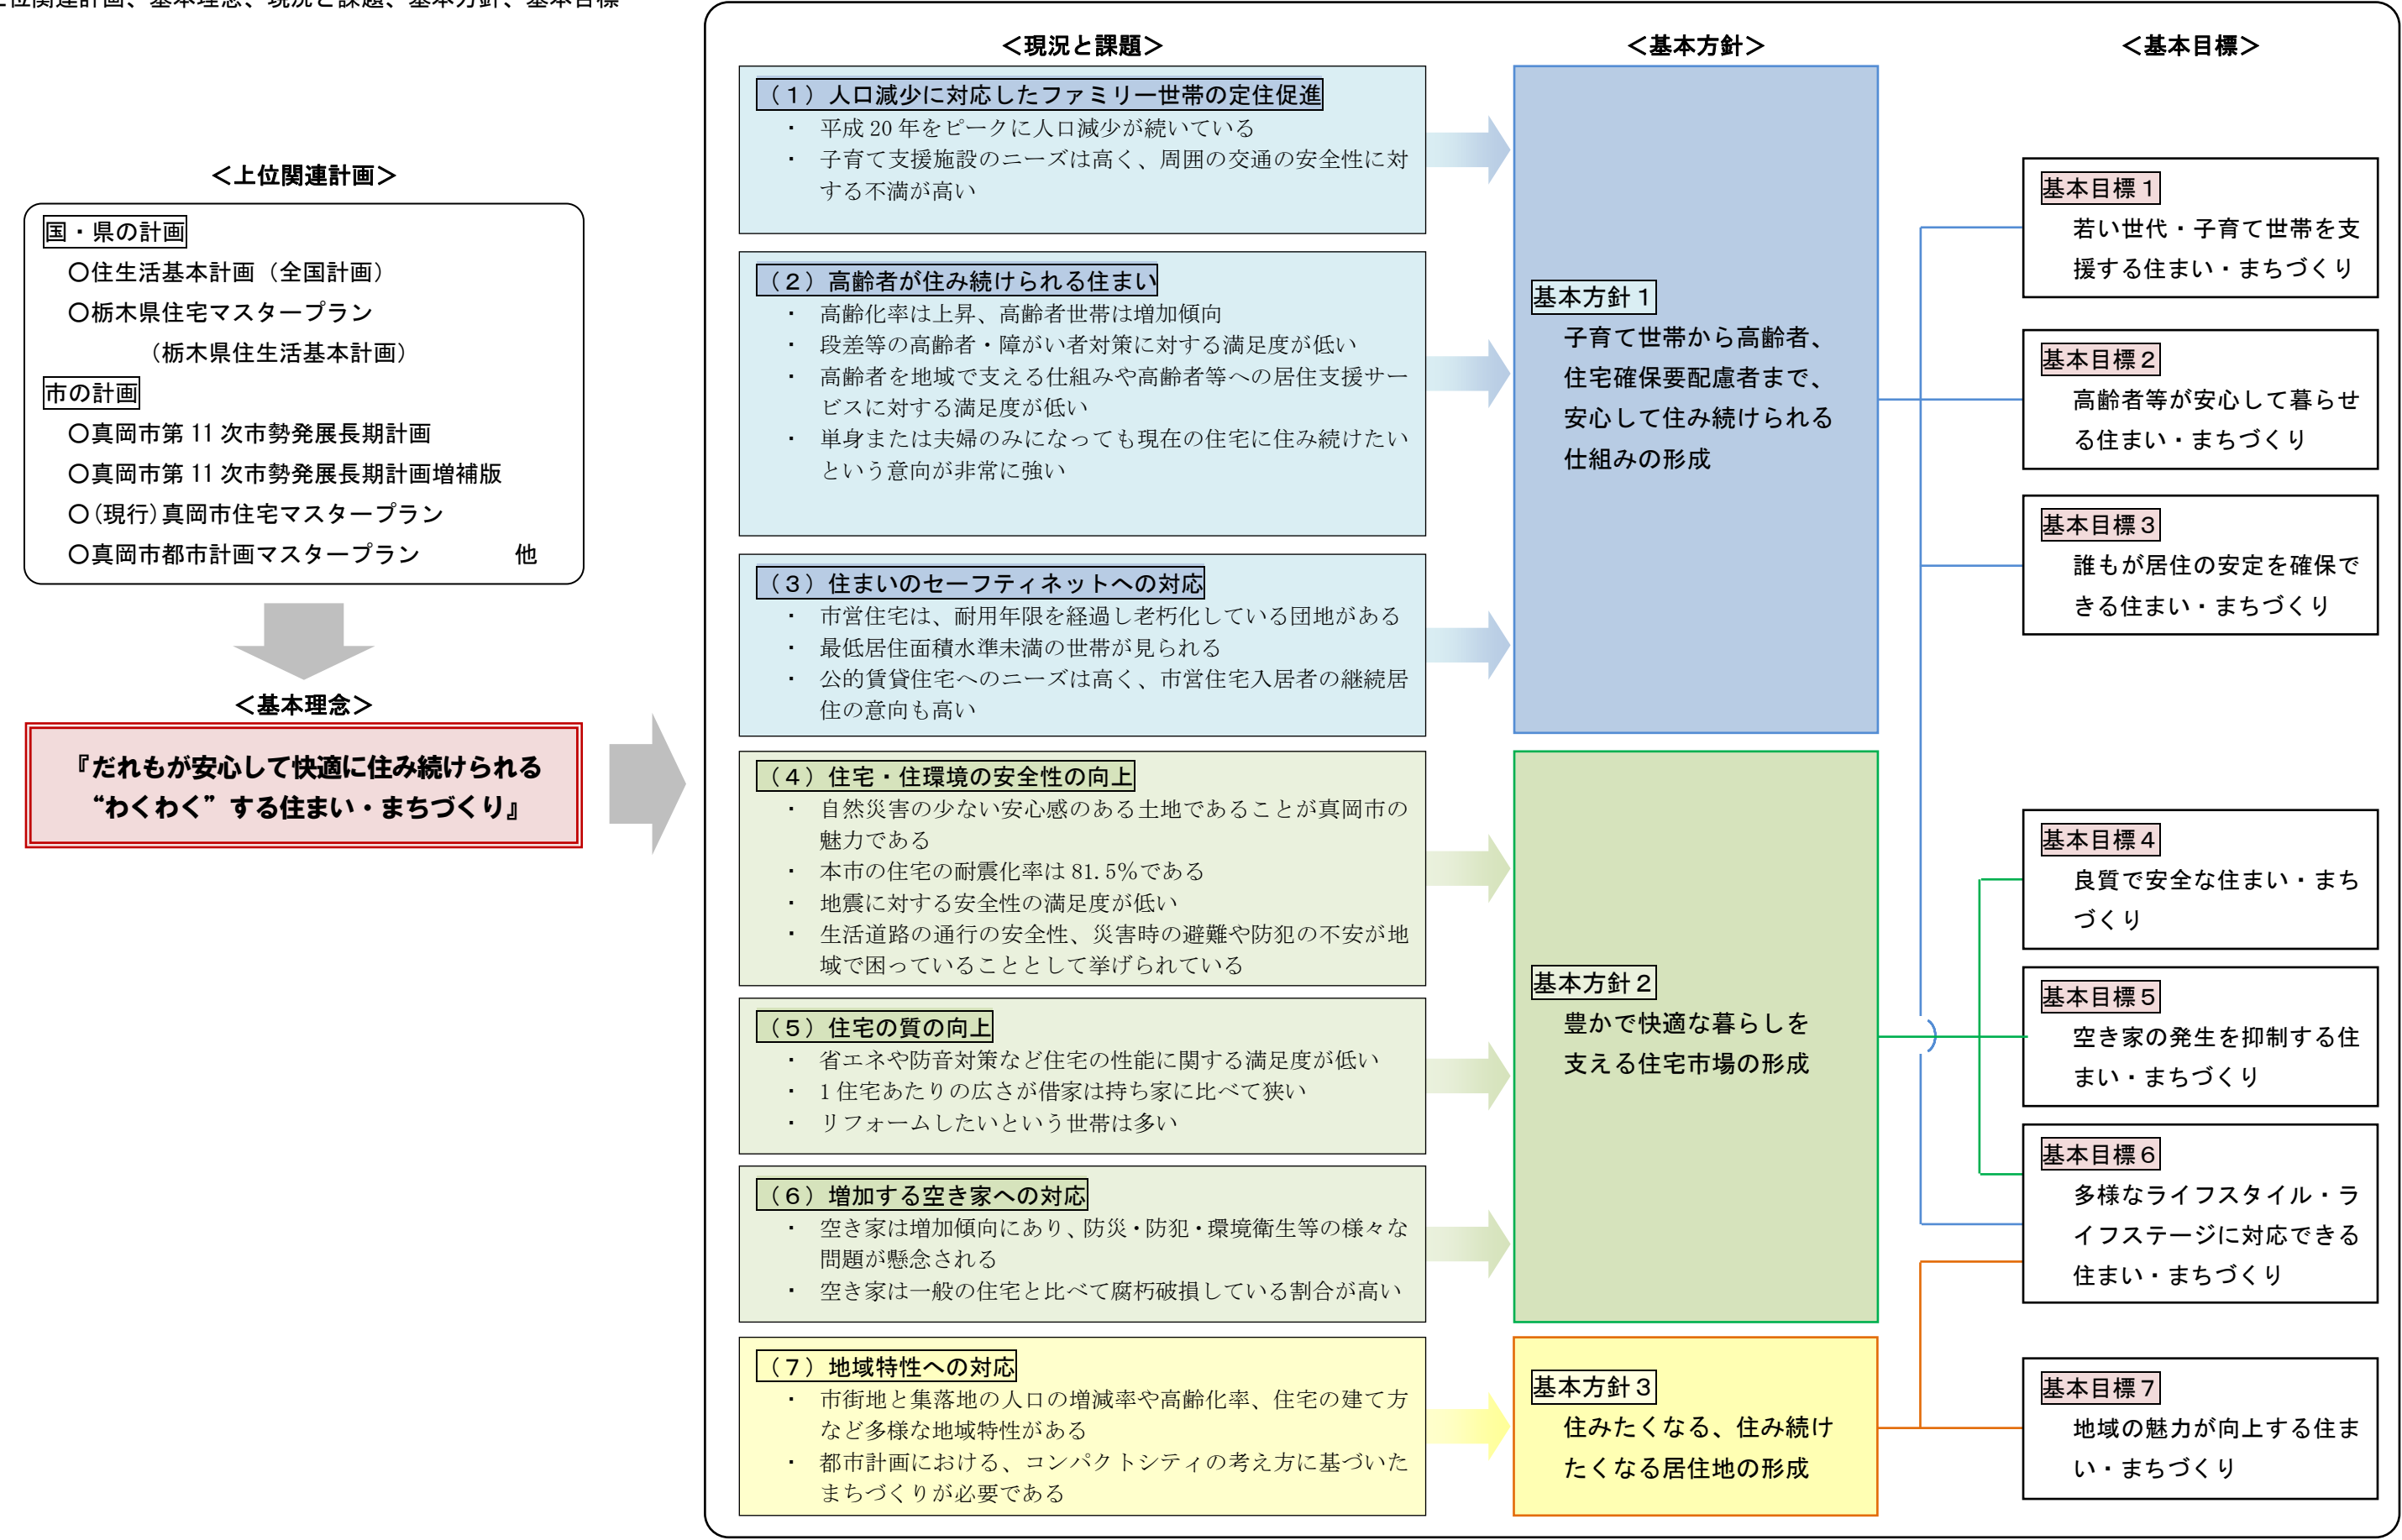 上位関連計画、基本理念、現況と課題、基本方針、基本目標
＜上位関連計画＞
国・県の計画
○住生活基本計画（全国計画）
○栃木県住宅マスタープラン
（栃木県住生活基本計画）
市の計画
○真岡市第11次市勢発展長期計画
○真岡市第11次市勢発展長期計画増補版
○(現行)真岡市住宅マスタープラン
○真岡市都市計画マスタープラン　他
＜基本理念＞
『だれもが安心して快適に住み続けられる
“わくわく”する住まい・まちづくり』
＜現況と課題＞
（１）人口減少に対応したファミリー世帯の定住促進
・ 平成20年をピークに人口減少が続いている
・ 子育て支援施設のニーズは高く、周囲の交通の安全性に対
する不満が高い
（２）高齢者が住み続けられる住まい
・ 高齢化率は上昇、高齢者世帯は増加傾向
・ 段差等の高齢者・障がい者対策に対する満足度が低い
・ 高齢者を地域で支える仕組みや高齢者等への居住支援サー
ビスに対する満足度が低い
・ 単身または夫婦のみになっても現在の住宅に住み続けたい
という意向が非常に強い
（３）住まいのセーフティネットへの対応
・ 市営住宅は、耐用年限を経過し老朽化している団地がある
・ 最低居住面積水準未満の世帯が見られる
・ 公的賃貸住宅へのニーズは高く、市営住宅入居者の継続居
住の意向も高い
（４）住宅・住環境の安全性の向上
・ 自然災害の少ない安心感のある土地であることが真岡市の
魅力である
・ 本市の住宅の耐震化率は81.5％である
・ 地震に対する安全性の満足度が低い
・ 生活道路の通行の安全性、災害時の避難や防犯の不安が地
域で困っていることとして挙げられている
（５）住宅の質の向上
・ 省エネや防音対策など住宅の性能に関する満足度が低い
・ 1住宅あたりの広さが借家は持ち家に比べて狭い
・ リフォームしたいという世帯は多い
（６）増加する空き家への対応
・ 空き家は増加傾向にあり、防災・防犯・環境衛生等の様々な
問題が懸念される
・ 空き家は一般の住宅と比べて腐朽破損している割合が高い
（７）地域特性への対応
・ 市街地と集落地の人口の増減率や高齢化率、住宅の建て方
など多様な地域特性がある
・ 都市計画における、コンパクトシティの考え方に基づいた
まちづくりが必要である
＜基本方針＞
基本方針１
子育て世帯から高齢者、
住宅確保要配慮者まで、
安心して住み続けられる
仕組みの形成
基本方針２
豊かで快適な暮らしを
支える住宅市場の形成
基本方針３
住みたくなる、住み続け
たくなる居住地の形成
＜基本目標＞
基本目標１
若い世代・子育て世帯を支
援する住まい・まちづくり
基本目標２
高齢者等が安心して暮らせ
る住まい・まちづくり
基本目標３
誰もが居住の安定を確保で
きる住まい・まちづくり
基本目標４
良質で安全な住まい・まち
づくり
基本目標５
空き家の発生を抑制する住
まい・まちづくり
基本目標６
多様なライフスタイル・ラ
イフステージに対応できる
住まい・まちづくり
基本目標７
地域の魅力が向上する住ま
い・まちづくり